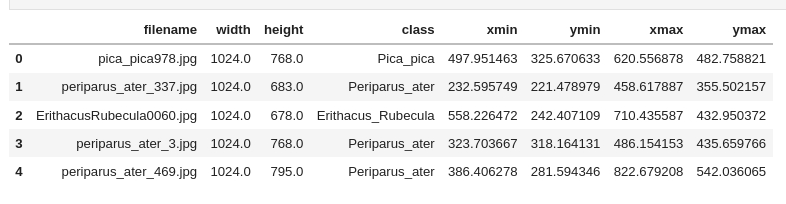 filename width height class xmin ymin xmax ymax
0 pica_pica978.jpg 1024.0 768.0 Pica_pica 497.951463 325.670633 620.556878 482.758821
1 periparus_ater_337.jpg 1024.0 683.0 Periparus_ater 232.595749 221.478979 458.617887 355.502157
2 ErithacusRubecula0060.jpg 1024.0 678.0 Erithacus_Rubecula 558.226472 242.407109 710.435587 432.950372
3 periparus_ater_3.jpg 1024.0 768.0 Periparus_ater 323.703667 318.164131 486.154153 435.659766
4 periparus_ater_469.jpg 1024.0 795.0 Periparus_ater 386.406278 281.594346 822.679208 542.036065